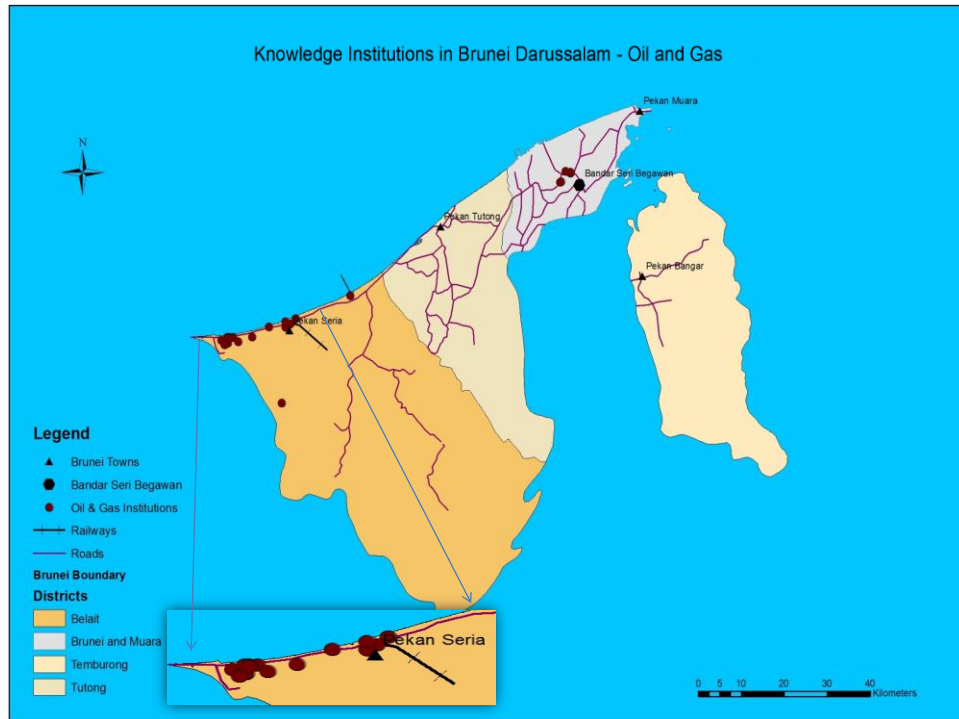 Knowledge Institutions in Brunei Darussalam - Oil and Gas
Pekan Muara
N
Bandar Seri Begawan
Pekan Tutong
Pekan Bangar
Pekan Seria
Legend
Brunei Towns
Bandar Seri Begawan
Oil & Gas Institutions
Railways
Roads
Brunei Boundary
Districts
Belait
Brunei and Muara
Temburong
Tutong
Pekan Seria
0 5 10 20 30 40
Kilometers